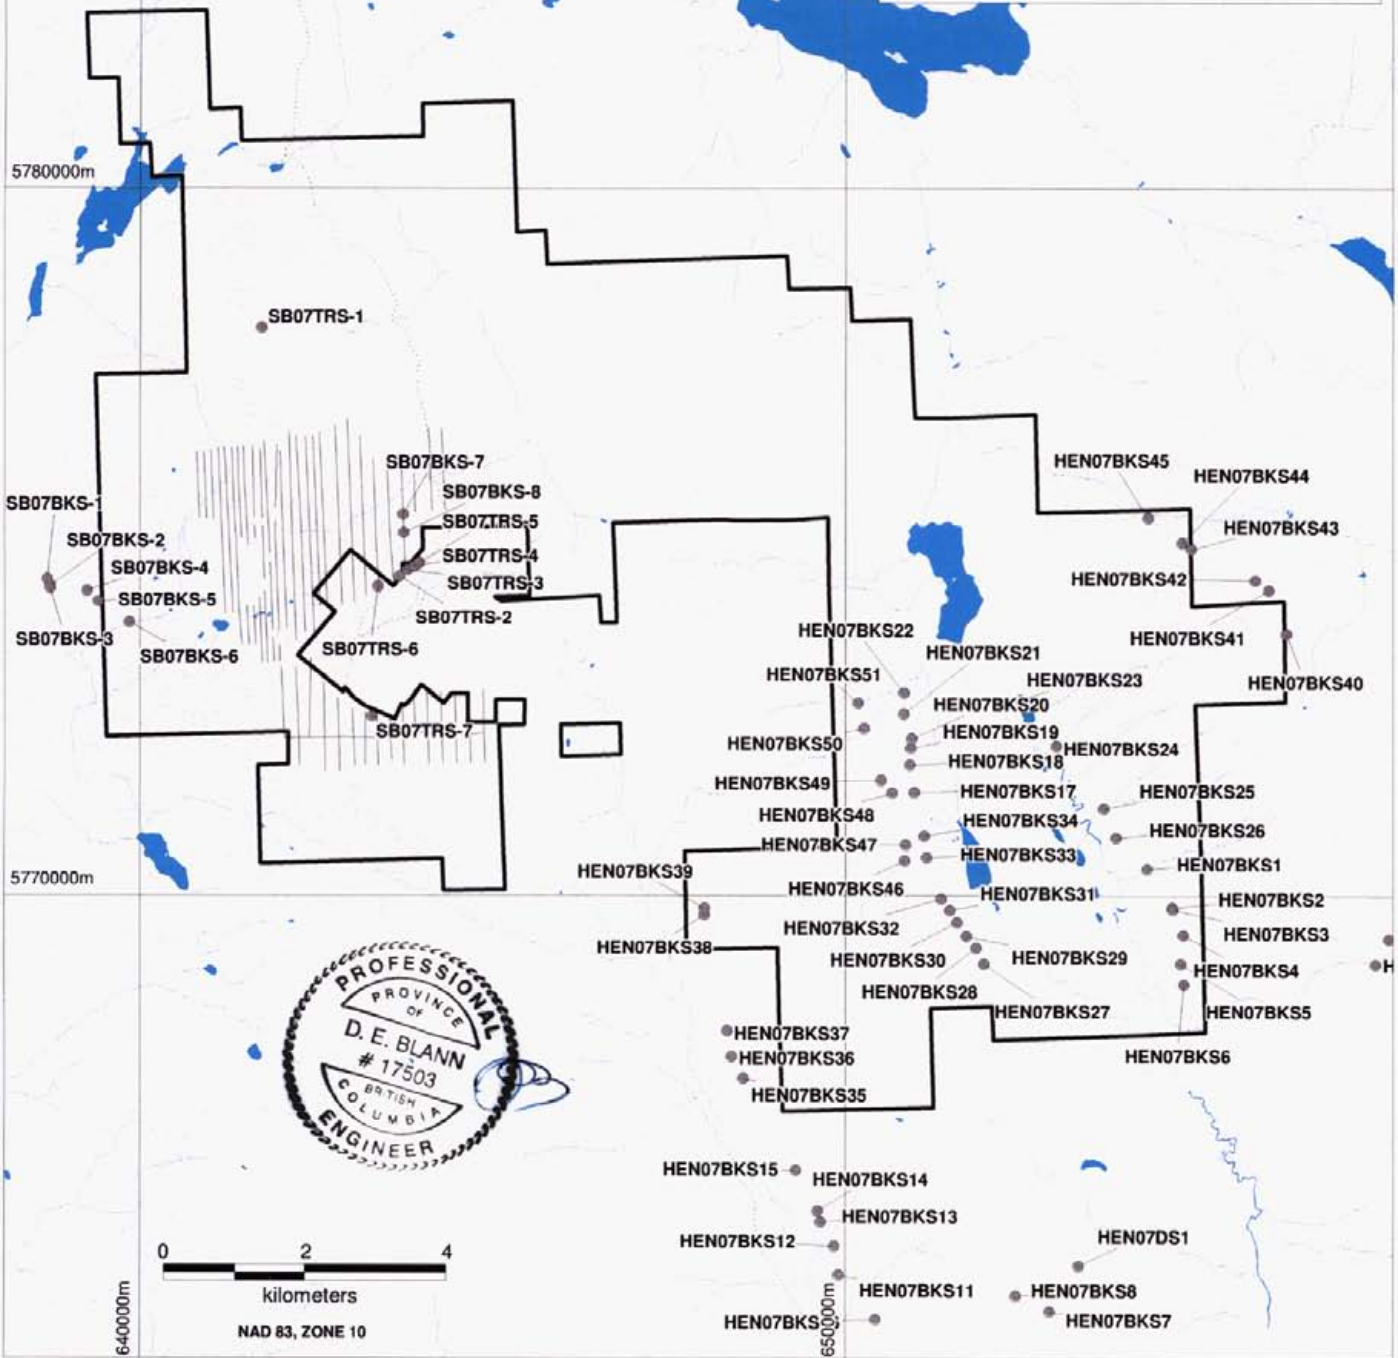 5780000m
SB07TRS-1
SB07BKS-7
HEN07BKS45
HEN07BKS44
SB07BKS-1
SB07BKS-8
SB07TRS-5
HEN07BKS43
SB07BKS-2
SB07TRS-4
SB07BKS-4
HEN07BKS42
SB07TRS-3
SB07BKS-5
SB07TRS-2
HEN07BKS22
SB07BKS-3
HEN07BKS41
SB07TRS-6
SB07BKS-6
HEN07BKS21
HEN07BKS51
HEN07BKS23
HEN07BKS40
HEN07BKS20
SB07TRS-7
HEN07BKS19
HEN07BKS50
HEN07BKS24
HEN07BKS18
HEN07BKS49
HEN07BKS17
HEN07BKS25
HEN07BKS48
HEN07BKS34
HEN07BKS26
HEN07BKS47
HEN07BKS33
HEN07BKS1
HEN07BKS39
5770000m
HEN07BKS46
HEN07BKS31
HEN07BKS2
HEN07BKS32
HEN07BKS3
HEN07BKS38
HEN07BKS30
HEN07BKS29
H
HEN07BKS4
HEN07BKS28
HEN07BKS27
HEN07BKS5
HEN07BKS37
HEN07BKS36
HEN07BKS6
HEN07BKS35
PROFESSIONAL
PROVINCE
OF
D. E. BLANN
# 17503
BRITISH
COLUMBIA
ENGINEER
HEN07BKS15
HEN07BKS14
HEN07BKS13
HEN07BKS12
HEN07DS1
0 2 4
kilometers
HEN07BKS11
HEN07BKS8
HEN07BKS7
NAD 83, ZONE 10
640000m
650000m